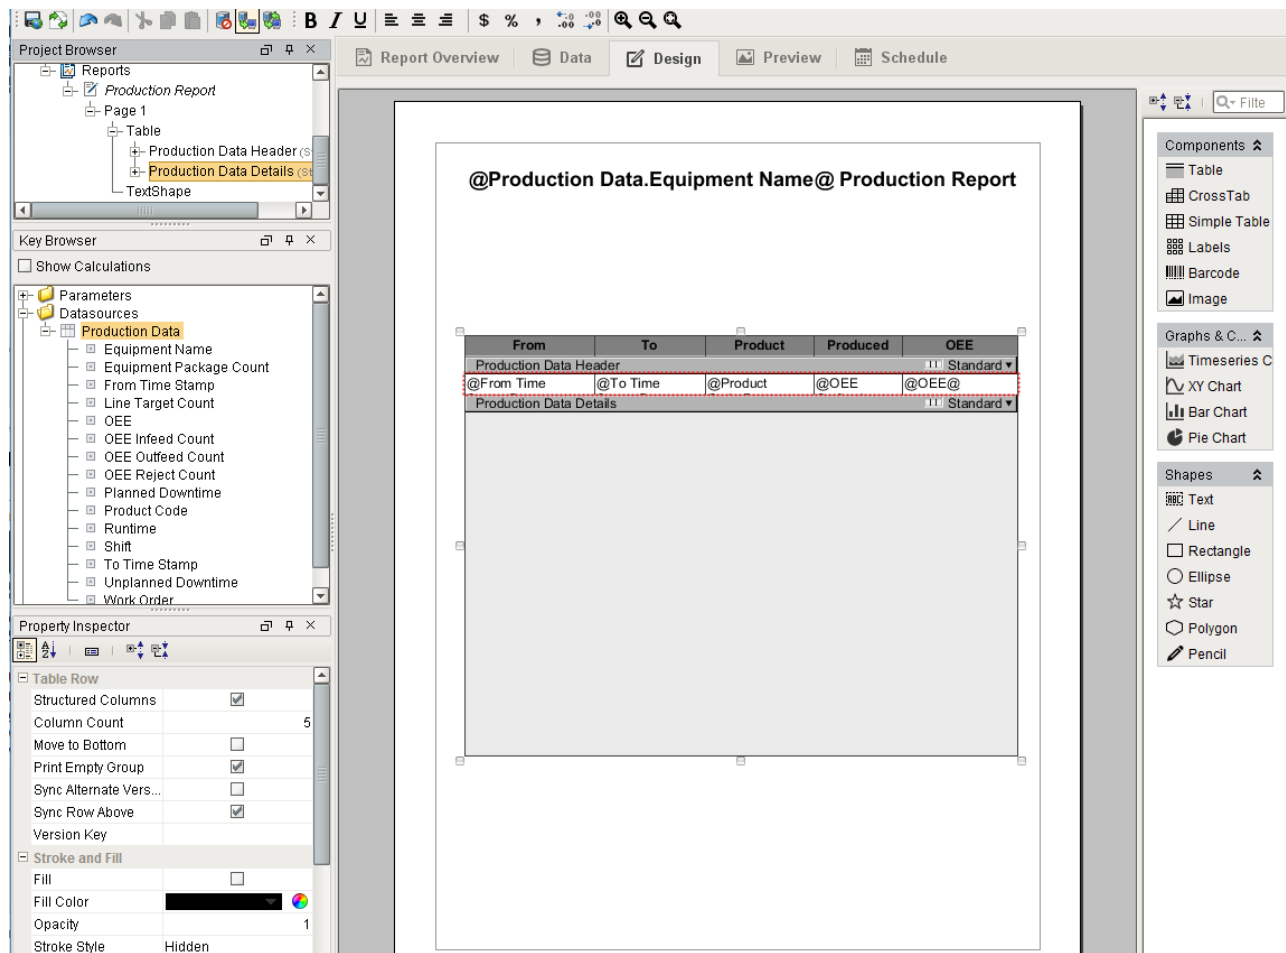 B I U $ % ,
Project Browser
Reports
Production Report
Page 1
Table
Production Data Header
Production Data Details
TextShape
Key Browser
Show Calculations
Parameters
Datasources
Production Data
Equipment Name
Equipment Package Count
From Time Stamp
Line Target Count
OEE
OEE Infeed Count
OEE Outfeed Count
OEE Reject Count
Planned Downtime
Product Code
Runtime
Shift
To Time Stamp
Unplanned Downtime
Work Order
Property Inspector
Table Row
Structured Columns
Column Count 5
Move to Bottom
Print Empty Group
Sync Alternate Vers...
Sync Row Above
Version Key
Stroke and Fill
Fill
Fill Color
Opacity 1
Stroke Style Hidden
Report Overview Data Design Preview Schedule
@Production Data.Equipment Name@ Production Report
From To Product Produced OEE
Production Data Header Standard
@From Time @To Time @Product @OEE @OEE@
Production Data Details Standard
Filte
Components
Table
CrossTab
Simple Table
Labels
Barcode
Image
Graphs & C...
Timeseries C
XY Chart
Bar Chart
Pie Chart
Shapes
Text
Line
Rectangle
Ellipse
Star
Polygon
Pencil